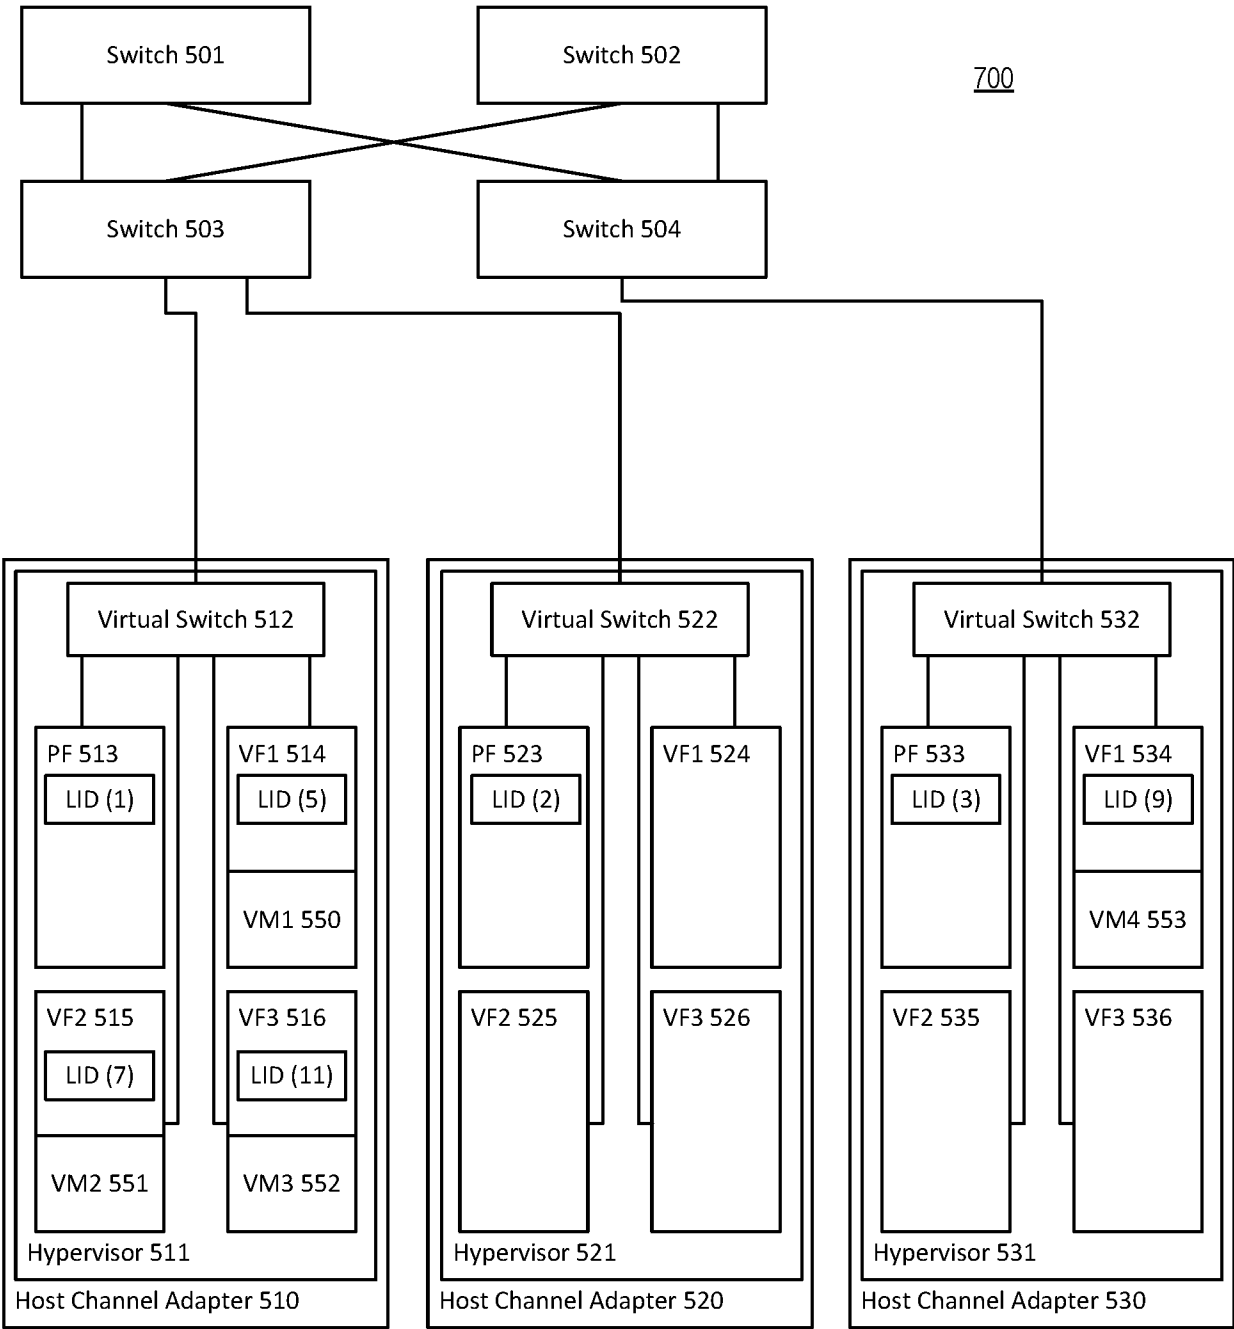 Switch 501
Switch 502
700
Switch 503
Switch 504
Virtual Switch 512
Virtual Switch 522
Virtual Switch 532
PF 513
LID (1)
VF1 514
LID (5)
VM1 550
VF2 515
LID (7)
VM2 551
VF3 516
LID (11)
VM3 552
Hypervisor 511
Host Channel Adapter 510
PF 523
LID (2)
VF1 524
VF2 525
VF3 526
Hypervisor 521
Host Channel Adapter 520
PF 533
LID (3)
VF1 534
LID (9)
VM4 553
VF2 535
VF3 536
Hypervisor 531
Host Channel Adapter 530